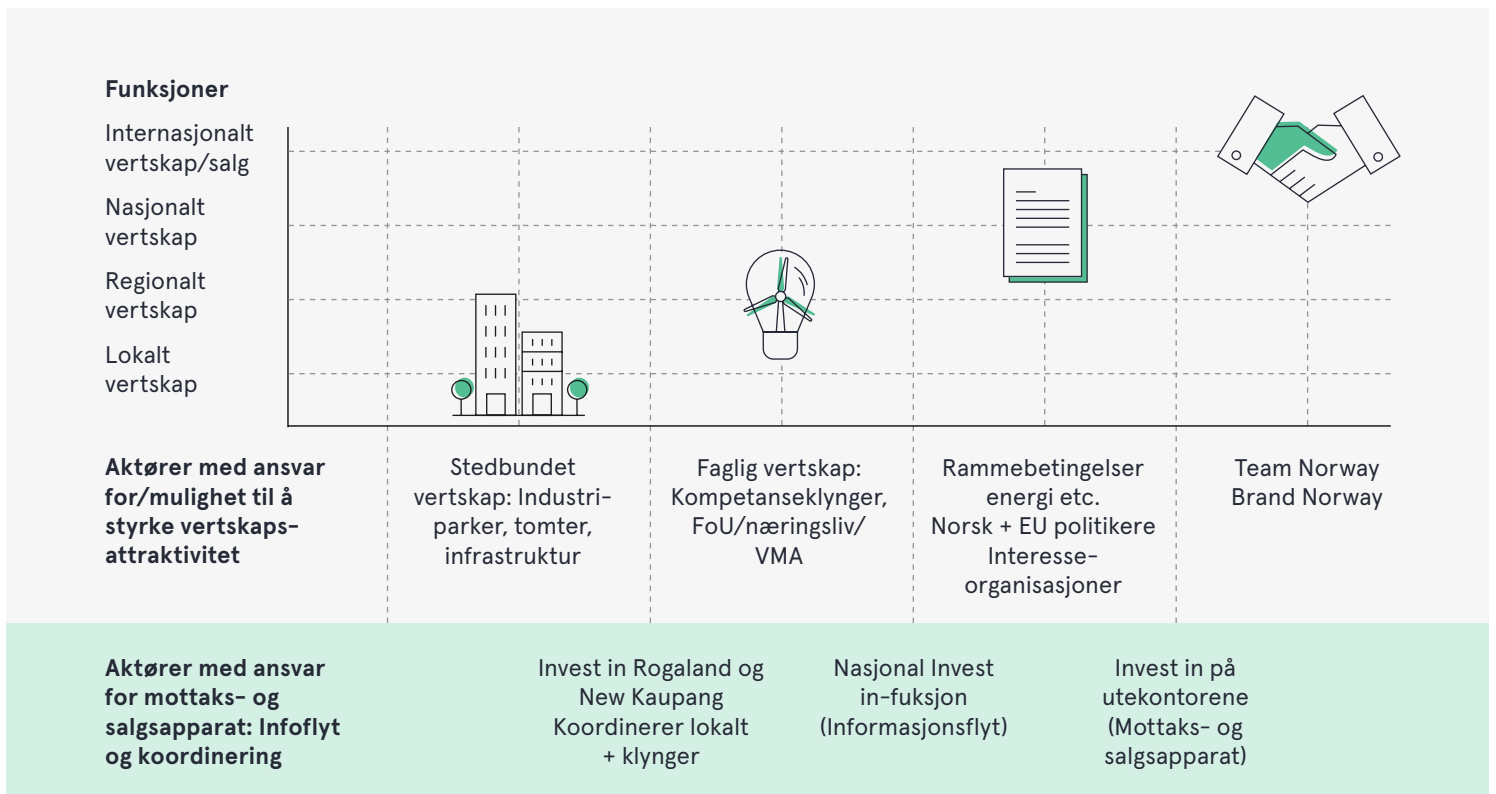 Funksjoner
Internasjonalt
vertskap/salg
Nasjonalt
vertskap
Regionalt
vertskap
Lokalt
vertskap
Aktører med ansvar
for/mulighet til å
styrke vertskaps-
attraktivitet
Stedbundet
vertskap: Industri-
parker, tomter,
infrastruktur
Faglig vertskap:
Kompetanseklynger,
FoU/næringsliv/
VMA
Rammebetingelser
energi etc.
Norsk + EU politikere
Interesse-
organisasjoner
Team Norway
Brand Norway
Aktører med ansvar
for mottaks- og
salgsapparat: Infoflyt
og koordinering
Invest in Rogaland og
New Kaupang
Koordinerer lokalt
+ klynger
Nasjonal Invest
in-fuksjon
(Informasjonsflyt)
Invest in på
utekontorene
(Mottaks- og
salgsapparat)